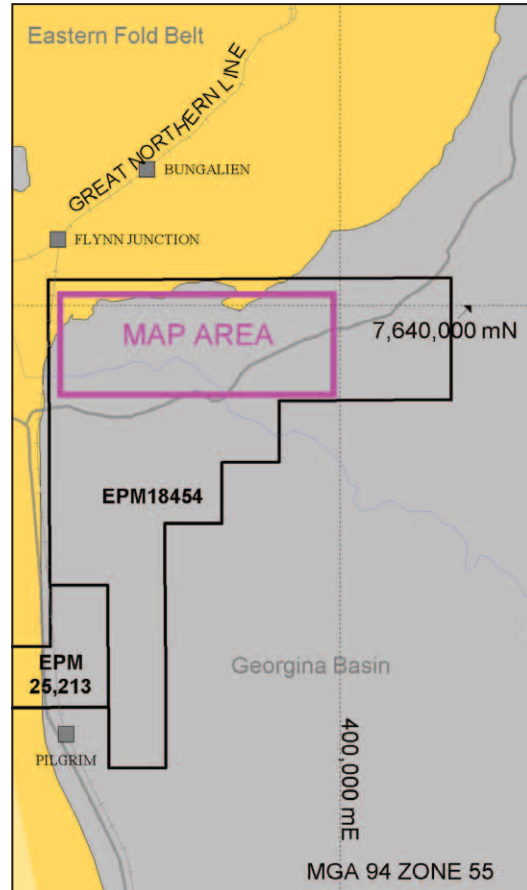 Eastern Fold Belt
GREAT NORTHERN LINE
BUNGALIEN
FLYNN JUNCTION
MAP AREA
7,640,000 mN
EPM18454
EPM
25,213
Georgina Basin
PILGRIM
400,000 mE
MGA 94 ZONE 55